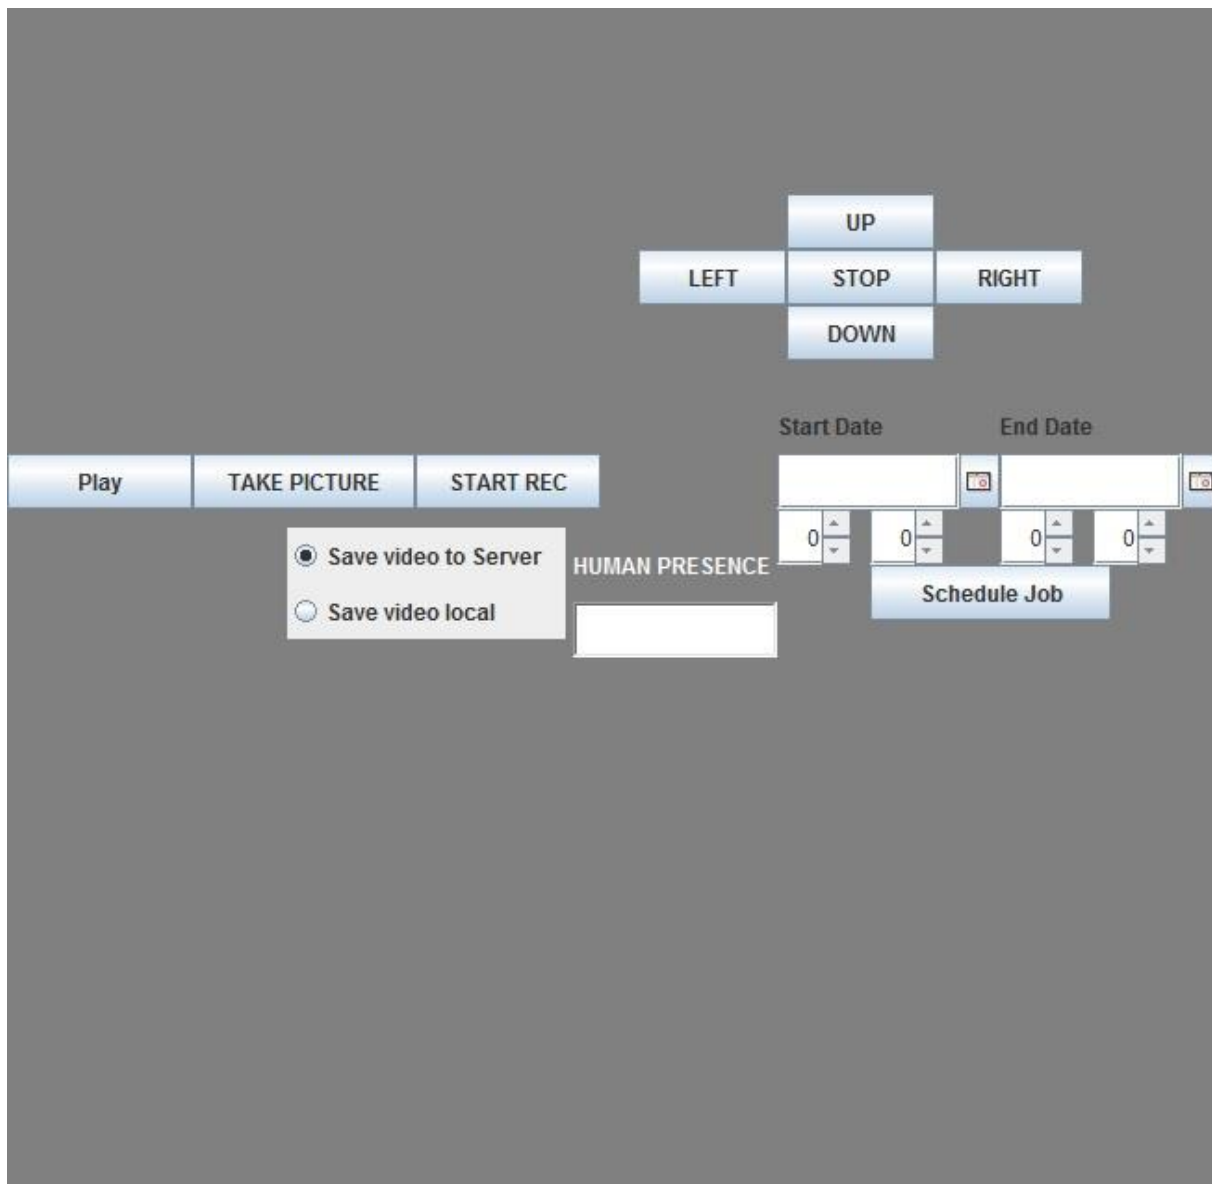 UP
LEFT STOP RIGHT
DOWN
Start Date End Date
Play TAKE PICTURE START REC
0 0 0 0
Save video to Server
HUMAN PRESENCE
Schedule Job
Save video local